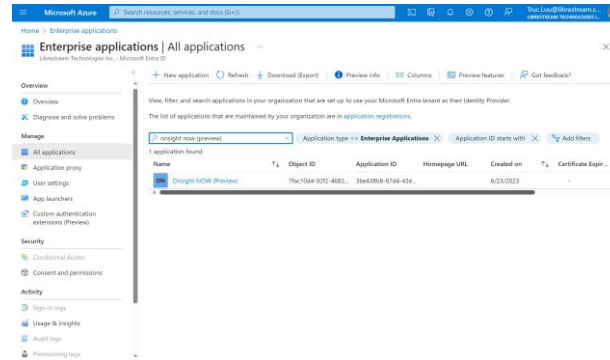 Microsoft Azure
Search resources, services, and docs (G+/)
Truc.Luu@librestream.c...
LIBRESTREAM TECHNOLOGIES I...
Home > Enterprise applications
Enterprise applications | All applications ...
Librestream Technologies Inc. - Microsoft Entra ID
New application
Refresh
Download (Export)
Preview info
Columns
Preview features
Got feedback?
Overview
Overview
Diagnose and solve problems
Manage
All applications
Application proxy
User settings
App launchers
Custom authentication
extensions (Preview)
Security
Conditional Access
Consent and permissions
Activity
Sign-in logs
Usage & insights
Audit logs
Provisioning logs
View, filter, and search applications in your organization that are set up to use your Microsoft Entra tenant as their Identity Provider.
The list of applications that are maintained by your organization are in application registrations.
onsight now (preview)
Application type == Enterprise Applications
Application ID starts with
Add filters
1 application found
Name
Object ID
Application ID
Homepage URL
Created on
Certificate Expir...
ON
Onsight NOW (Preview)
7fac10d4-92f2-4683...
36e438b8-87d4-43e...
6/23/2023
-